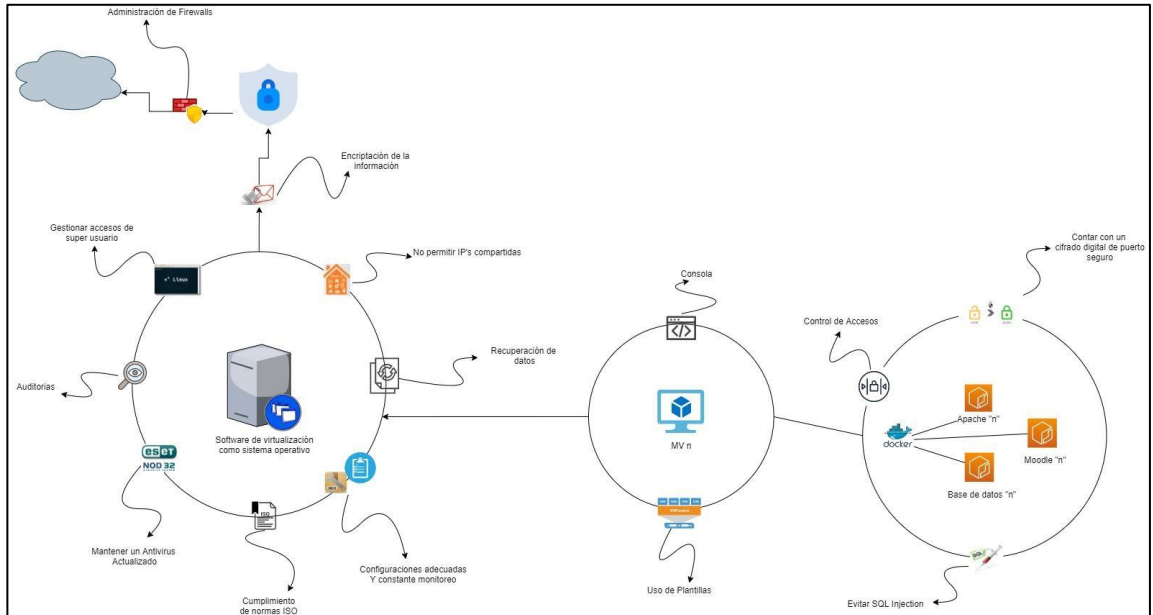 Administración de Firewalls
Encriptación de la
información
Gestionar accesos de
super usuario
Linux
No permitir IP's compartidas
Contar con un
cifrado digital de puerto
seguro
Consola
Control de Accesos
Recuperación de
datos
Auditorias
Software de virtualización
como sistema operativo
MV n
docker
Apache "n"
Moodle "n"
Base de datos "n"
eseT
NOD 32
ISO
Mantener un Antivirus
Actualizado
Configuraciones adecuadas
Y constante monitoreo
Cumplimiento
de normas ISO
Uso de Plantillas
SQL
Evitar SQL Injection